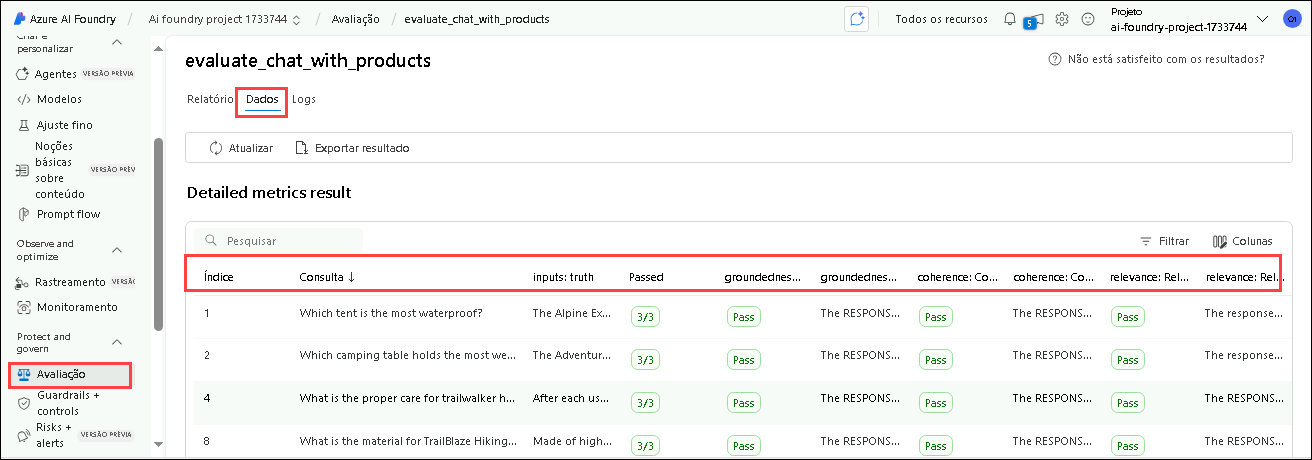 Azure AI Foundry / Ai foundry project 1733744 / Avaliação / evaluate_chat_with_products
Todos os recursos
5
Projeto
ai-foundry-project-1733744
personalizar
Agentes VERSÃO PRÉVIA
Modelos
Ajuste fino
Noções
básicas
sobre
conteúdo
VERSÃO PRÉV
Prompt flow
Observe and
optimize
Rastreamento VERSÃ
Monitoramento
Protect and
govern
Avaliação
Guardrails +
controls
Risks +
alerts
VERSÃO PRÉVIA
evaluate_chat_with_products
Não está satisfeito com os resultados?
Relatório Dados Logs
Atualizar Exportar resultado
Detailed metrics result
Pesquisar
Filtrar Colunas
Índice Consulta ↓ inputs: truth Passed groundednes... groundednes... coherence: Co... coherence: Co... relevance: Rel... relevance: Rel...
1 Which tent is the most waterproof? The Alpine Ex... 3/3 Pass The RESPONS... Pass The RESPONS... Pass The response...
2 Which camping table holds the most we... The Adventur... 3/3 Pass The RESPONS... Pass The RESPONS... Pass The response...
4 What is the proper care for trailwalker h... After each us... 3/3 Pass The RESPONS... Pass The RESPONS... Pass The RESPONS...
8 What is the material for TrailBlaze Hiking... Made of high... 3/3 Pass The RESPONS... Pass The RESPONS... Pass The RESPONS...